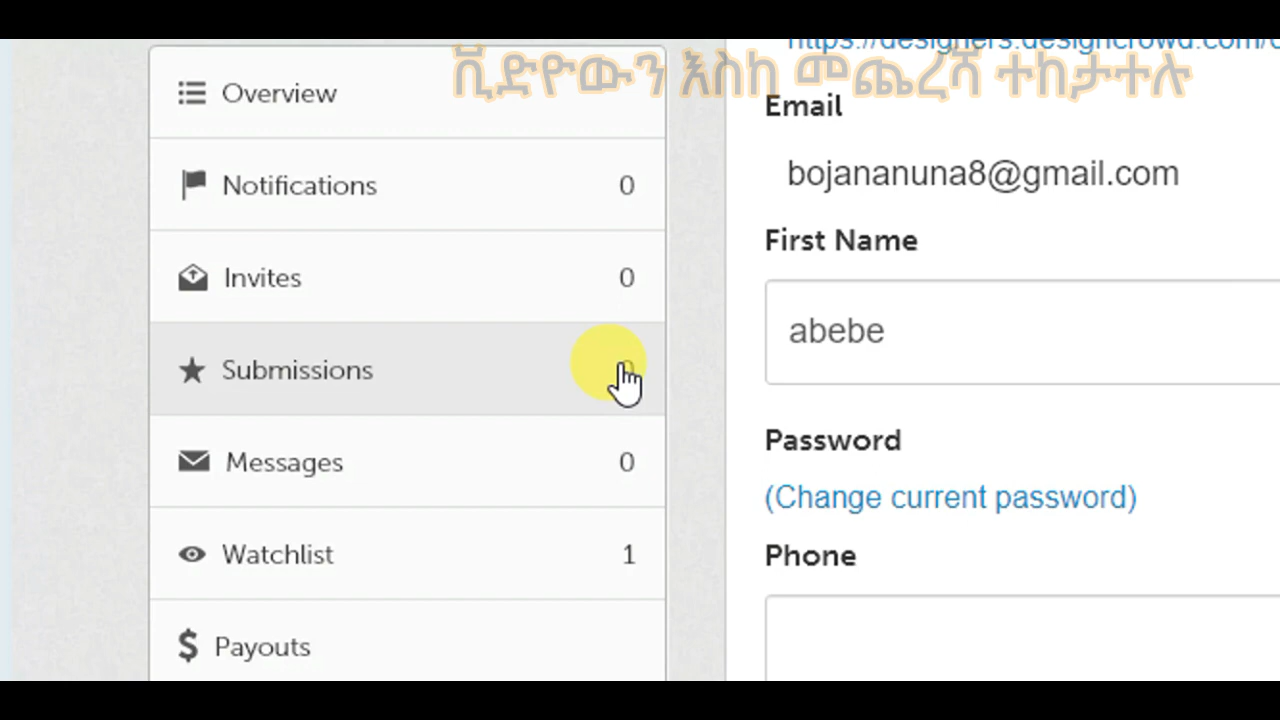 ቪድዮውን እስከ መጨረሻ ተከታተሉ
Overview
Notifications 0
Invites 0
Submissions
Messages 0
Watchlist 1
Payouts
Email
bojananuna8@gmail.com
First Name
abebe
Password
(Change current password)
Phone